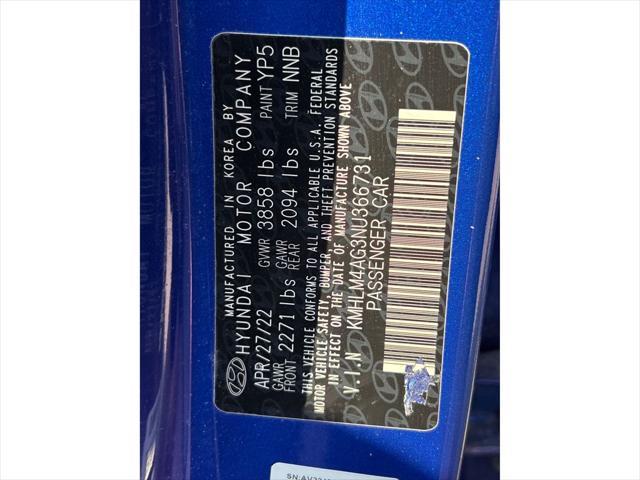 MANUFACTURED IN KOREA BY
HYUNDAI MOTOR COMPANY
APR/27/22 GVWR 3858 lbs PAINT YP5
GAWR FRONT 2271 lbs GAWR REAR 2094 lbs TRIM NNB
THIS VEHICLE CONFORMS TO ALL APPLICABLE U.S.A. FEDERAL
MOTOR VEHICLE SAFETY, BUMPER, AND THEFT PREVENTION STANDARDS
IN EFFECT ON THE DATE OF MANUFACTURE SHOWN ABOVE
V.I.N KMHLM4AG3NU366731
PASSENGER CAR